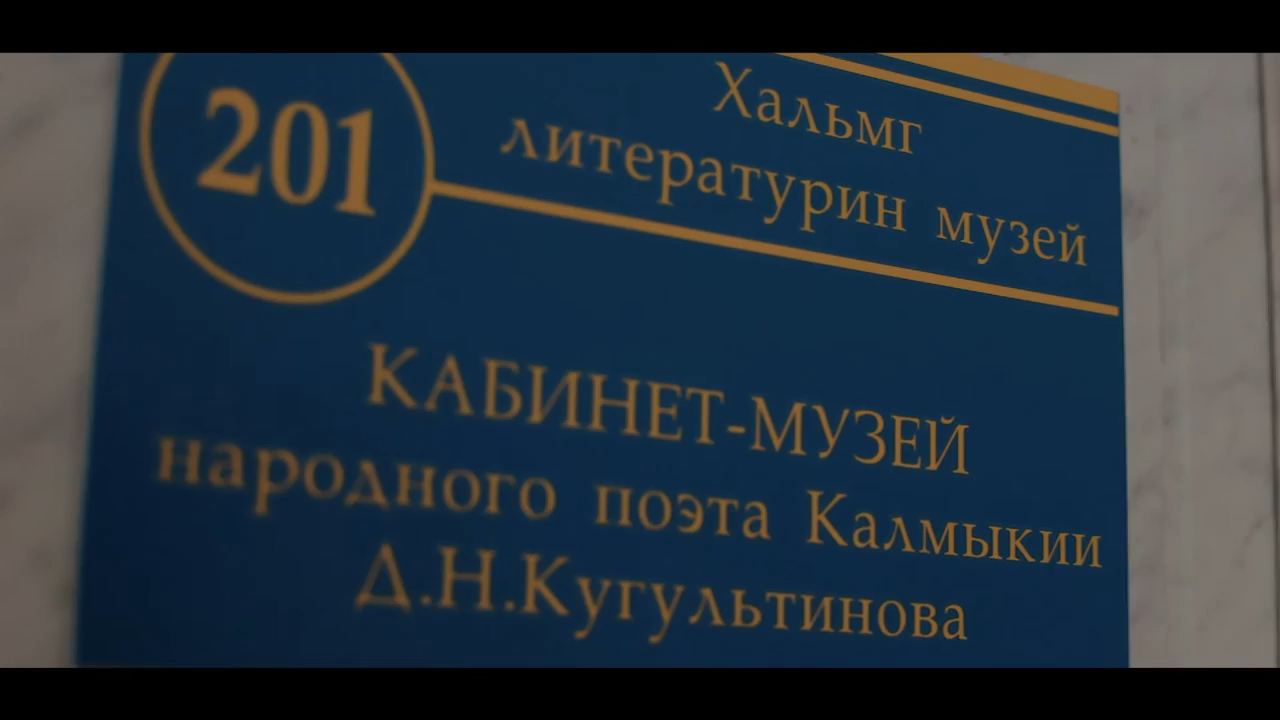 201
Хальмг
литературин музей
КАБИНЕТ-МУЗЕЙ
народного поэта Калмыкии
Д.Н.Кугультинова